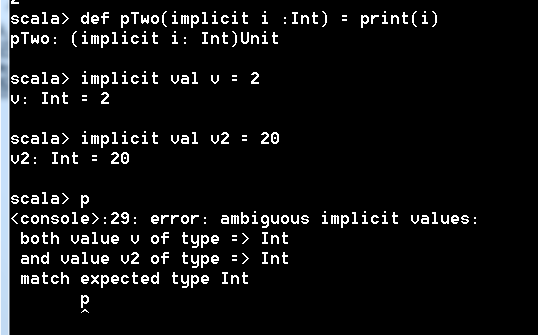 scala> def pTwo(implicit i :Int) = print(i)
pTwo: (implicit i: Int)Unit
scala> implicit val v = 2
v: Int = 2
scala> implicit val v2 = 20
v2: Int = 20
scala> p
<console>:29: error: ambiguous implicit values:
both value v of type => Int
and value v2 of type => Int
match expected type Int
p
^